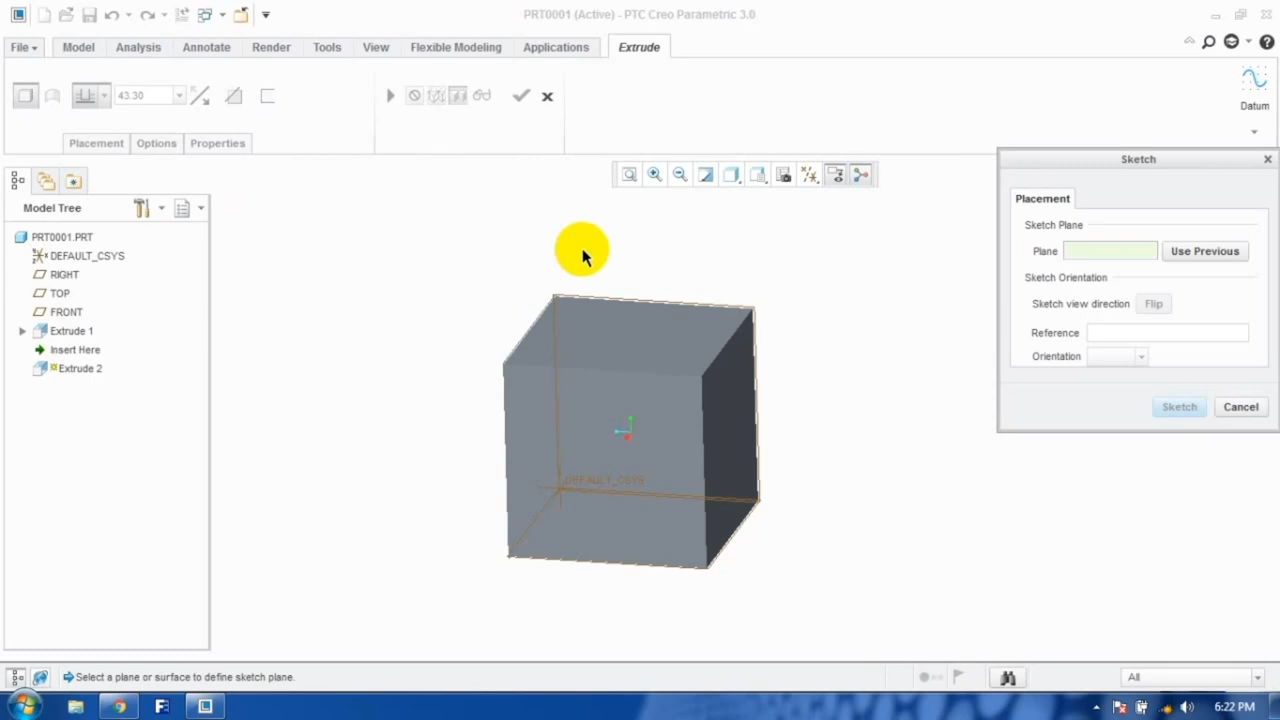 PRT0001 (Active) - PTC Creo Parametric 3.0
File Model Analysis Annotate Render Tools View Flexible Modeling Applications Extrude
43.30
Datum
Placement Options Properties
Sketch
Model Tree
Placement
PRT0001.PRT
DEFAULT_CSYS
RIGHT
TOP
FRONT
Extrude 1
Insert Here
Extrude 2
Sketch Plane
Plane Use Previous
Sketch Orientation
Sketch view direction Flip
Reference
Orientation
Sketch Cancel
DEFAULT_CSYS
Select a plane or surface to define sketch plane.
All
6:22 PM